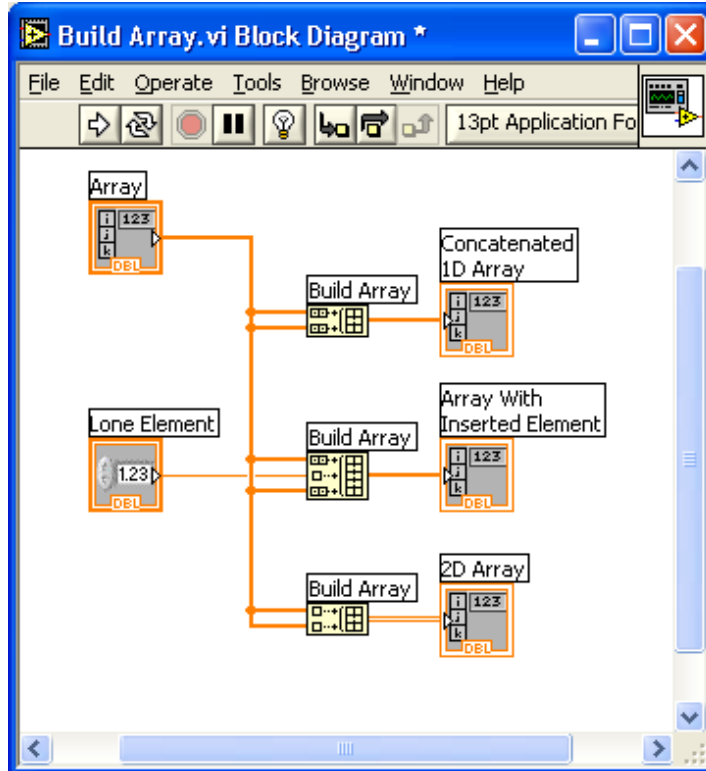 Build Array.vi Block Diagram *
File Edit Operate Tools Browse Window Help
13pt Application Fo
Array
i
j
k
123
DBL
Concatenated
1D Array
i
j
k
123
DBL
Build Array
Lone Element
1.23
DBL
Array With
Inserted Element
i
j
k
123
DBL
Build Array
2D Array
i
j
k
123
DBL
Build Array